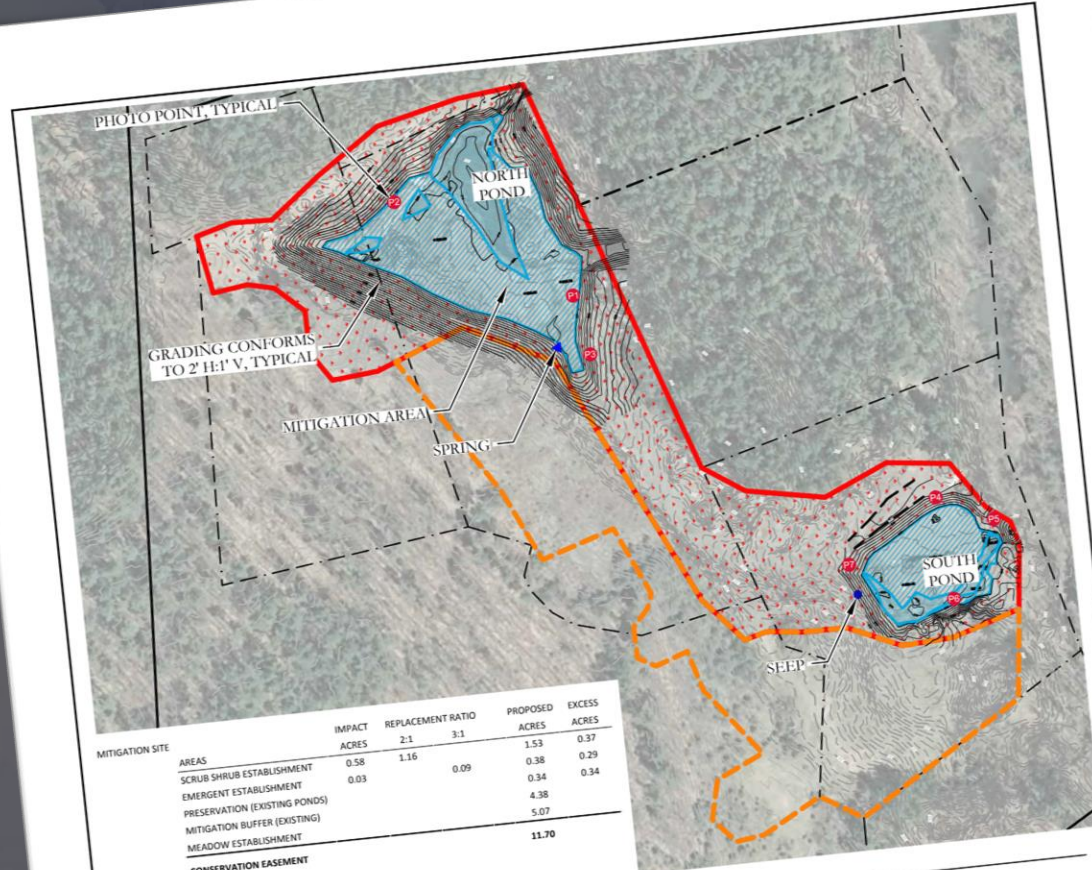 PHOTO POINT, TYPICAL
P2
NORTH
POND
P1
P3
GRADING CONFORMS
TO 2' H:1' V, TYPICAL
MITIGATION AREA
SPRING
P4
P5
P7
SOUTH
POND
P6
SEEP
MITIGATION SITE
AREAS IMPACT ACRES REPLACEMENT RATIO 2:1 3:1 PROPOSED ACRES EXCESS ACRES
SCRUB SHRUB ESTABLISHMENT 0.58 1.16 1.53 0.37
EMERGENT ESTABLISHMENT 0.03 0.09 0.38 0.29
PRESERVATION (EXISTING PONDS) 0.34 0.34
MITIGATION BUFFER (EXISTING) 4.38
MEADOW ESTABLISHMENT 5.07
CONSERVATION EASEMENT 11.70